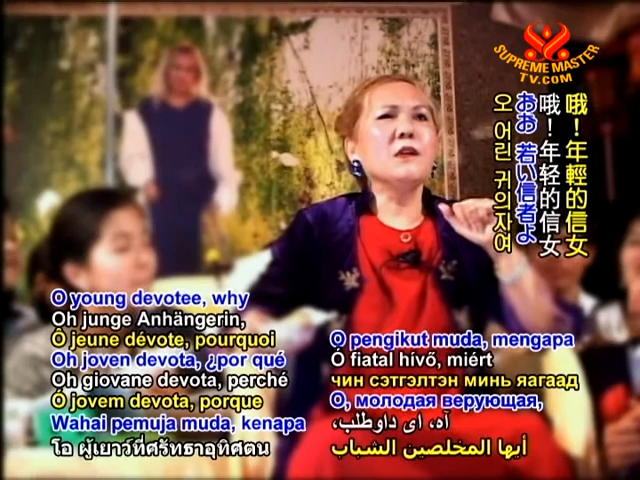 SUPREME MASTER
TV.COM
哦！年輕的信女
哦！年轻的信女
おお 若い信者よ
오 어린 귀의자여
O young devotee, why
Oh junge Anhängerin,
Ô jeune dévote, pourquoi
Oh joven devota, ¿por qué
Oh giovane devota, perché
Ó jovem devota, porque
Wahai pemuja muda, kenapa
โอ ผู้เยาว์ที่ศรัทธาอุทิศตน
O pengikut muda, mengapa
Ó fiatal hívő, miért
чин сэтгэлтэн минь яагаад
О, молодая верующая,
آه، ای داوطلب،
أيها المخلصين الشباب